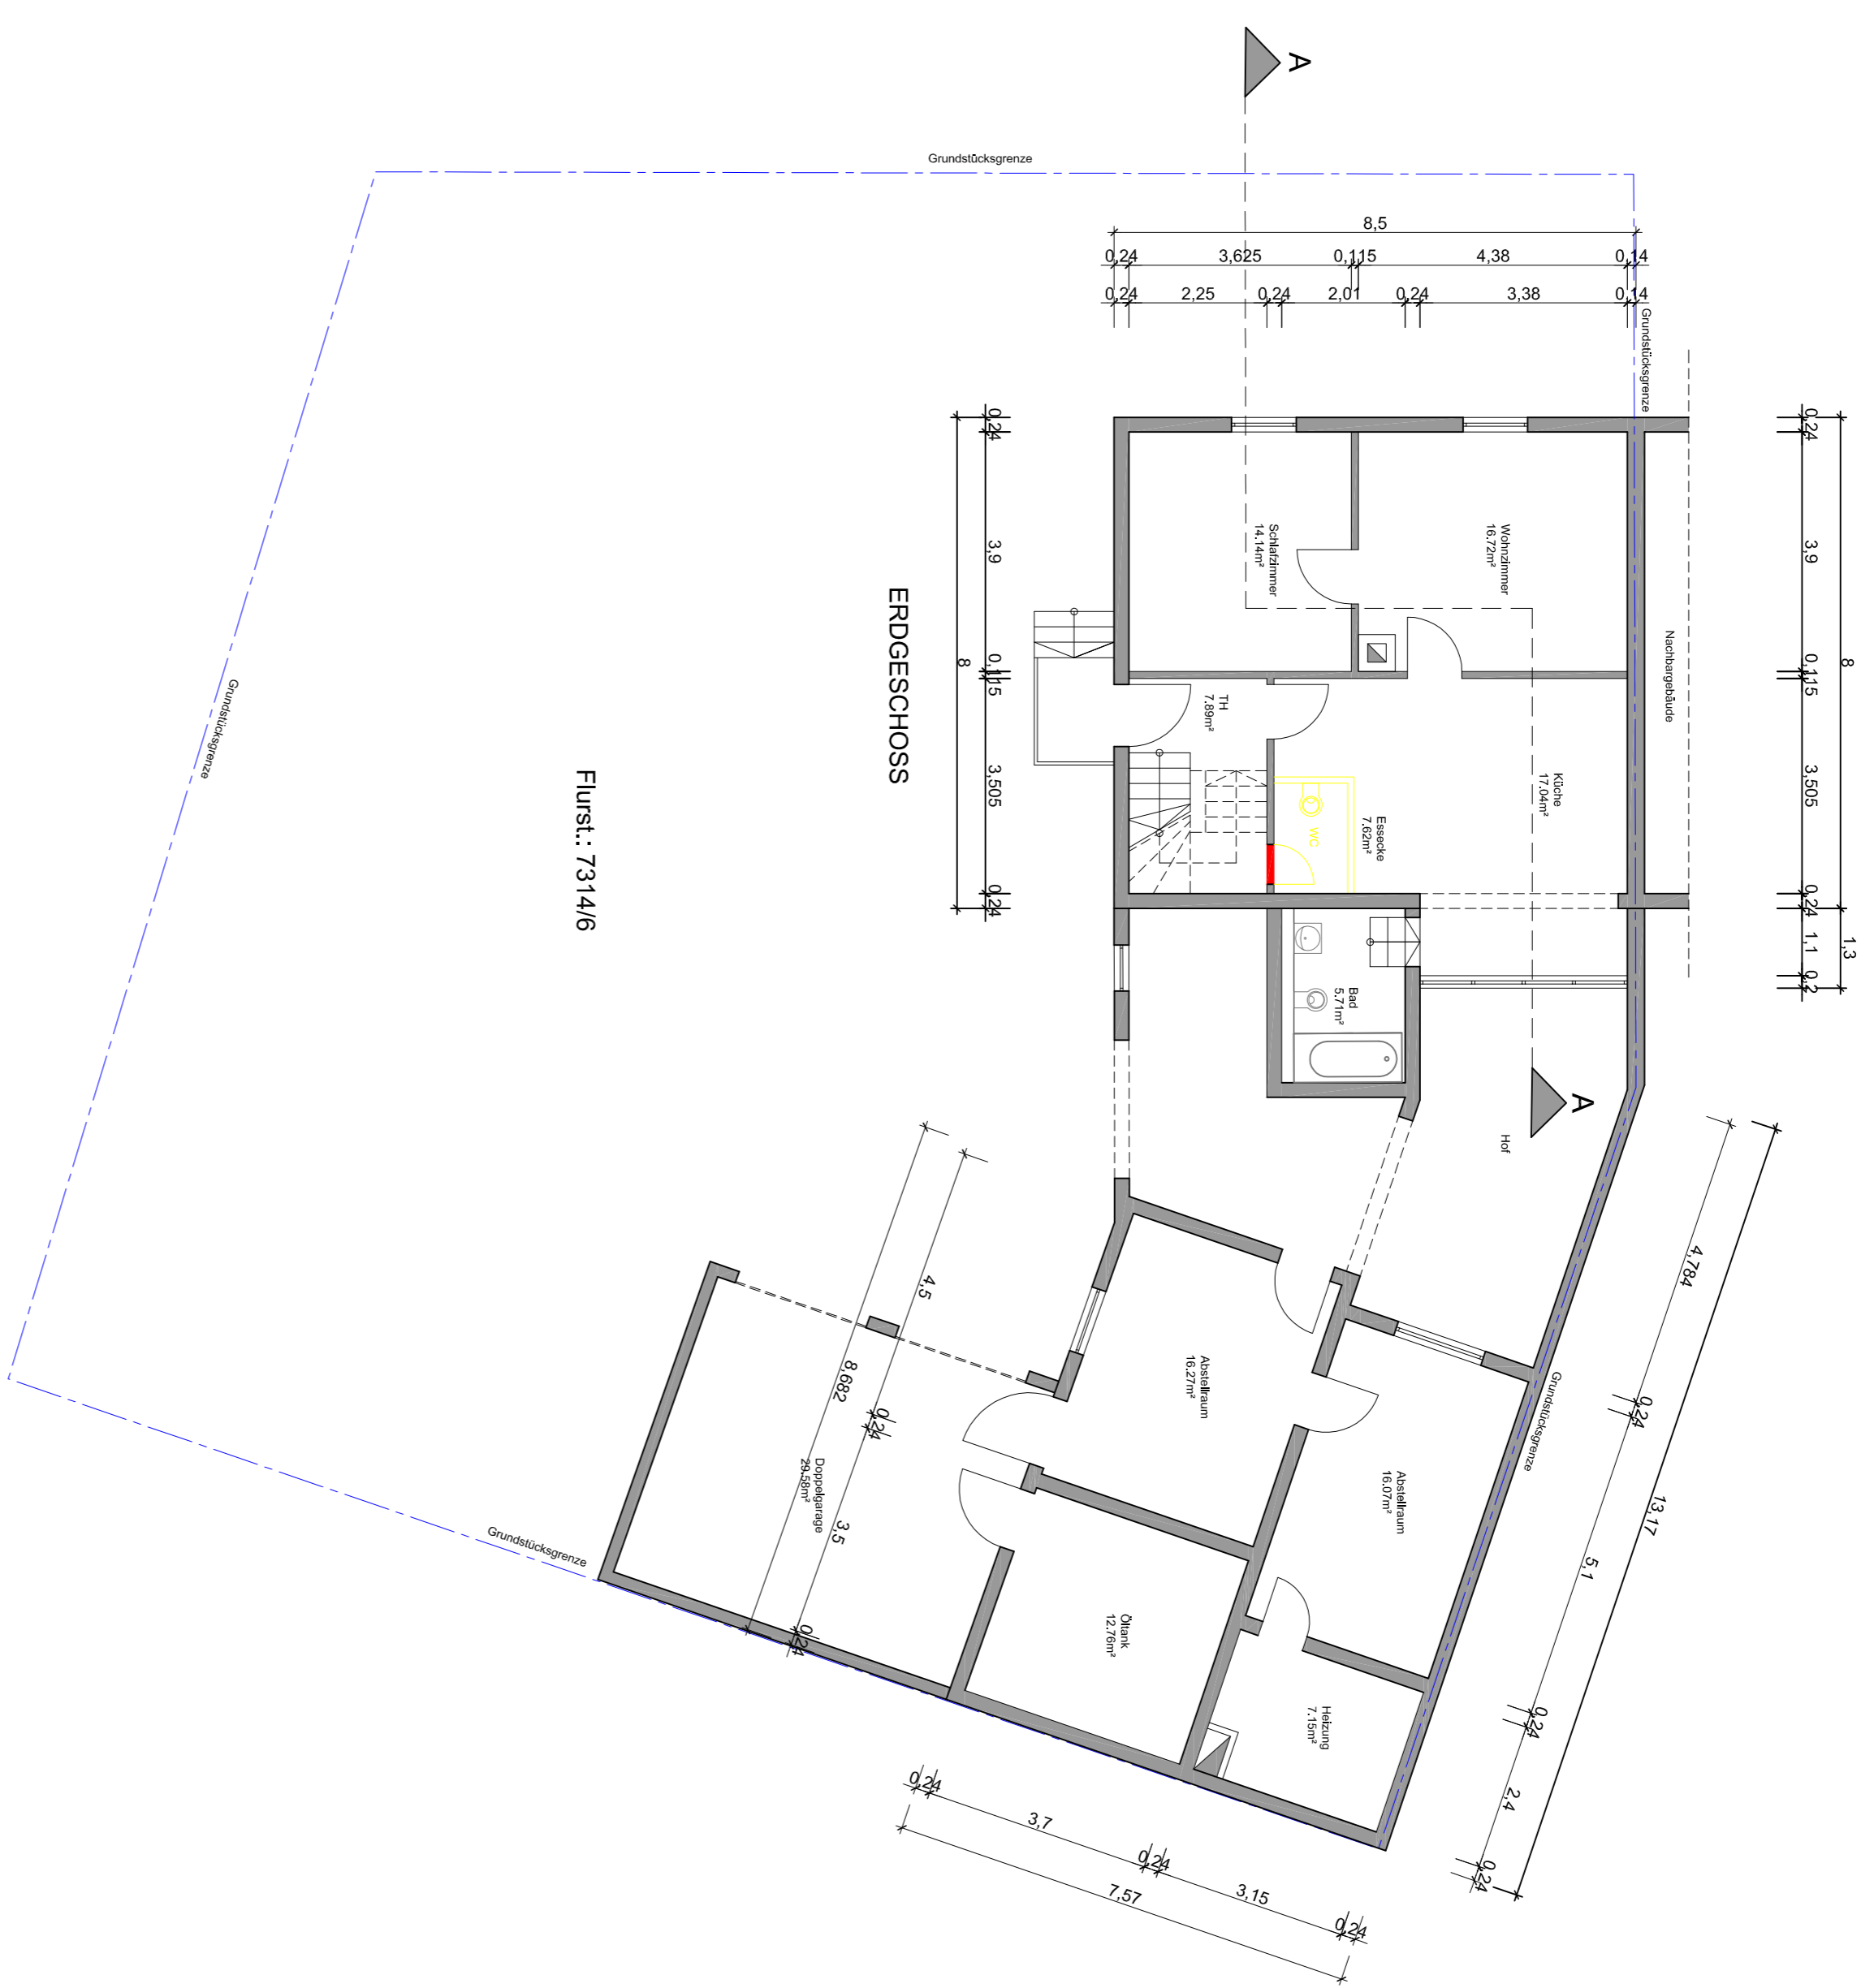 A
Grundstücksgrenze
8,5
0,24
3,625
0,115
4,38
0,14
0,24
2,25
0,24
2,01
0,24
3,38
0,14
Grundstücksgrenze
Nachbargebäude
8
1,3
0,24
3,9
0,115
3,505
0,24
1,1
0,2
Wohnzimmer
16.72m²
Schlafzimmer
14.14m²
Küche
17.04m²
Essecke
7.62m²
WC
TH
7.89m²
Bad
5.71m²
0,24
3,9
0,115
3,505
0,24
8
ERDGESCHOSS
Flurst.: 7314/6
Grundstücksgrenze
A
Hof
Abstellraum
16.27m²
Abstellraum
16.07m²
Doppelgarage
29.58m²
Öltank
12.76m²
Heizung
7.15m²
Grundstücksgrenze
Grundstücksgrenze
4,5
0,24
3,5
0,24
8,682
4,784
0,24
5,1
0,24
2,4
0,24
13,17
0,24
3,7
0,24
3,15
0,24
7,57